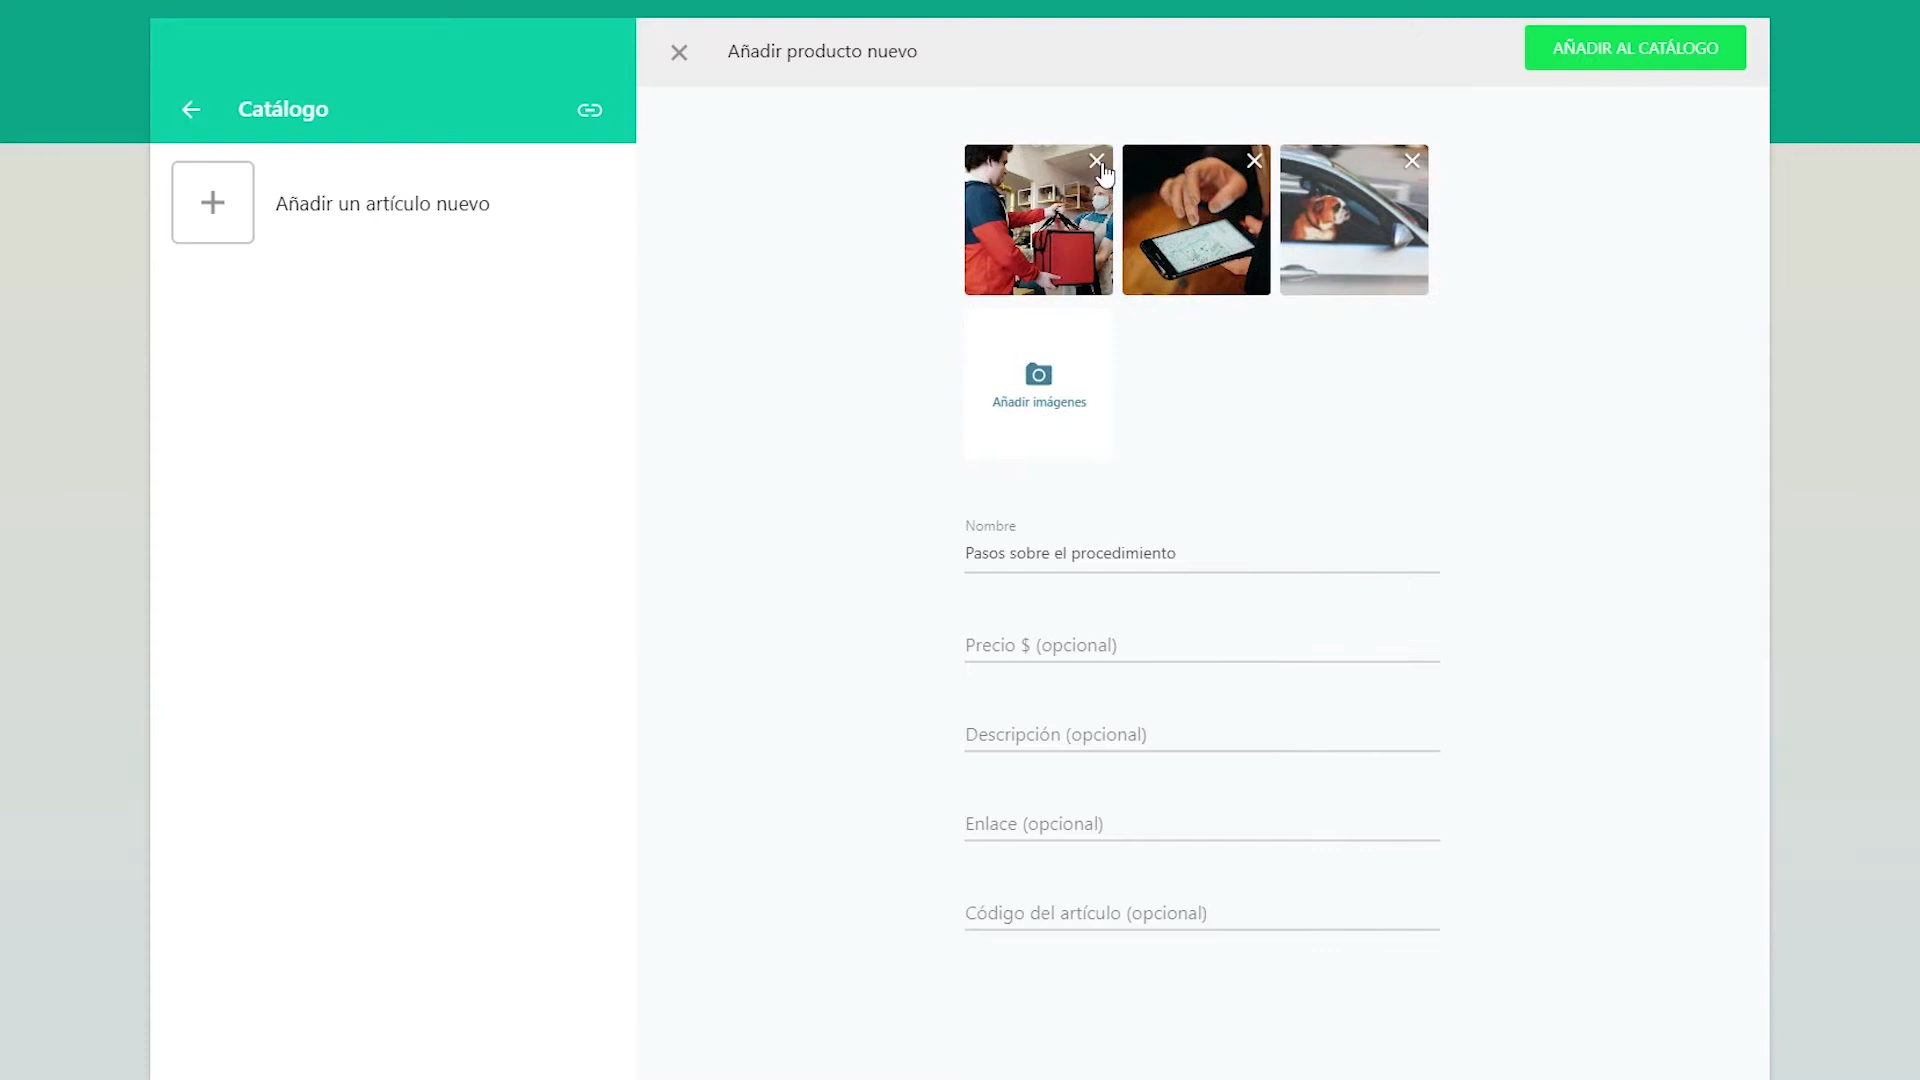 Añadir producto nuevo
AÑADIR AL CATÁLOGO
Catálogo
Añadir un artículo nuevo
Añadir imágenes
Nombre
Pasos sobre el procedimiento
Precio $ (opcional)
Descripción (opcional)
Enlace (opcional)
Código del artículo (opcional)